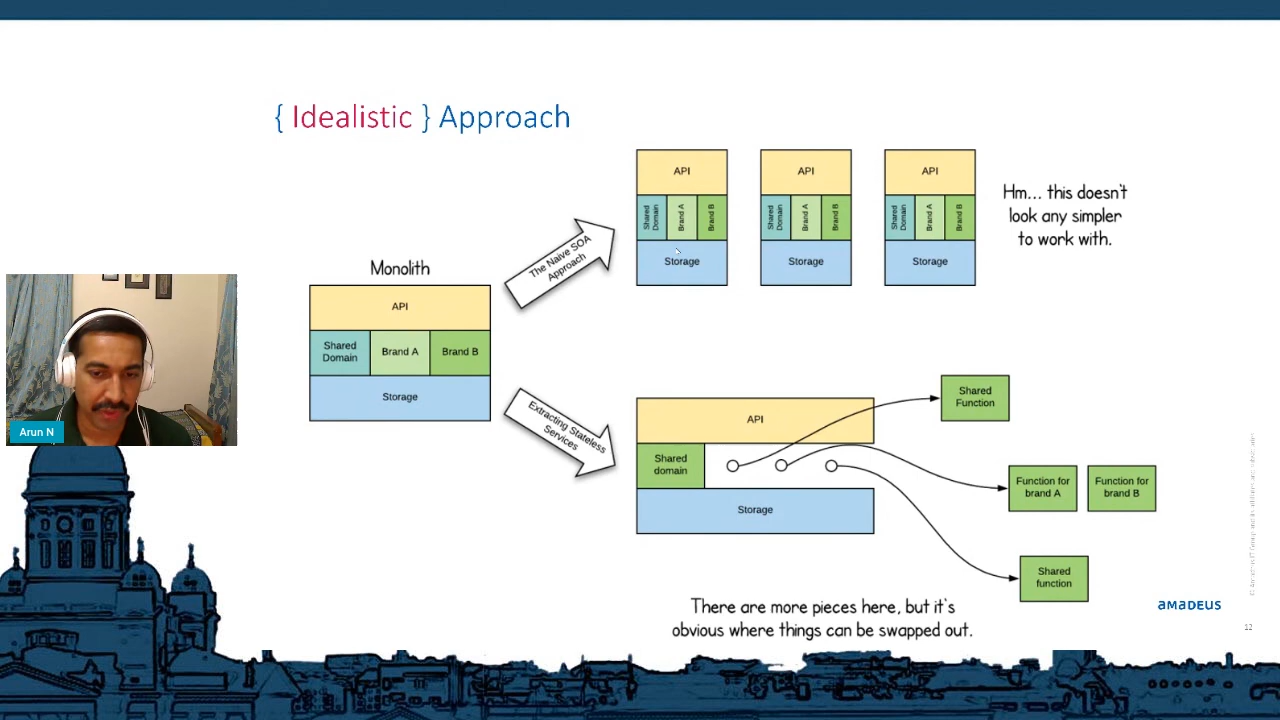 { Idealistic } Approach
Monolith
API
Shared
Domain
Brand A
Brand B
Storage
The Naive SOA
Approach
API
Shared
Domain
Brand A
Brand B
Storage
API
Shared
Domain
Brand A
Brand B
Storage
API
Shared
Domain
Brand A
Brand B
Storage
Hm... this doesn't
look any simpler
to work with.
Extracting Stateless
Services
API
Shared
domain
Storage
Shared
Function
Function for
brand A
Function for
brand B
Shared
function
There are more pieces here, but it's
obvious where things can be swapped out.
Arun N
amadeus
12